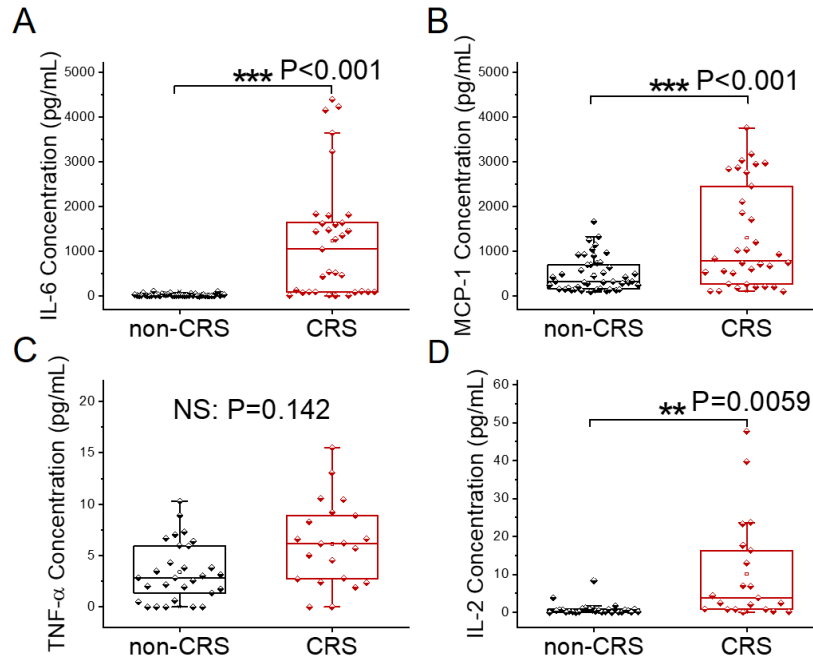 A
IL-6 Concentration (pg/mL)
5000
4000
3000
2000
1000
0
*** P<0.001
non-CRS
CRS
B
MCP-1 Concentration (pg/mL)
5000
4000
3000
2000
1000
0
*** P<0.001
non-CRS
CRS
C
TNF-α Concentration (pg/mL)
20
15
10
5
0
NS: P=0.142
non-CRS
CRS
D
IL-2 Concentration (pg/mL)
60
50
40
30
20
10
0
** P=0.0059
non-CRS
CRS